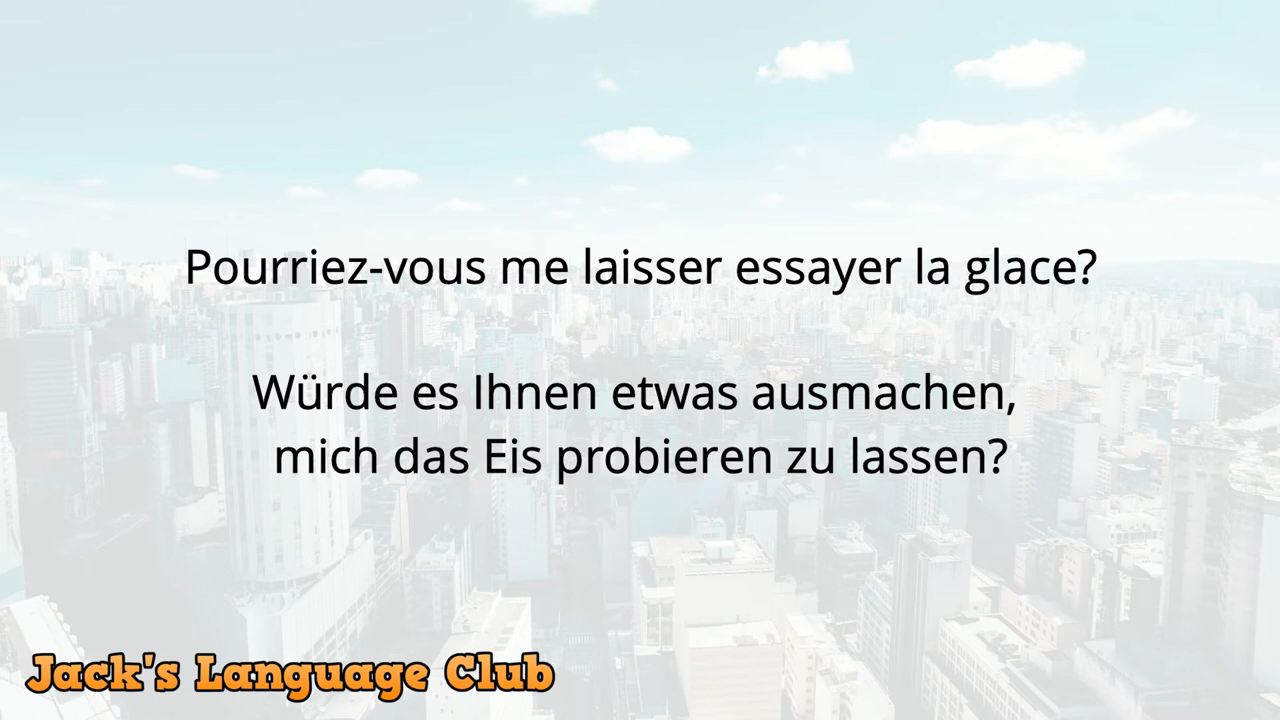 Pourriez-vous me laisser essayer la glace?
Würde es Ihnen etwas ausmachen,
mich das Eis probieren zu lassen?
Jack's Language Club